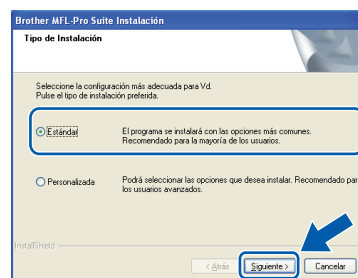 Brother MFL-Pro Suite Instalación
Tipo de Instalación
Seleccione la configuración más adecuada para Vd.
Pulse el tipo de instalación preferida.
Estándar
El programa se instalará con las opciones más comunes.
Recomendado para la mayoría de los usuarios.
Personalizada
Podrá seleccionar las opciones que desea instalar. Recomendado par
los usuarios avanzados.
InstallShield
< Atrás
Siguiente >
Cancelar